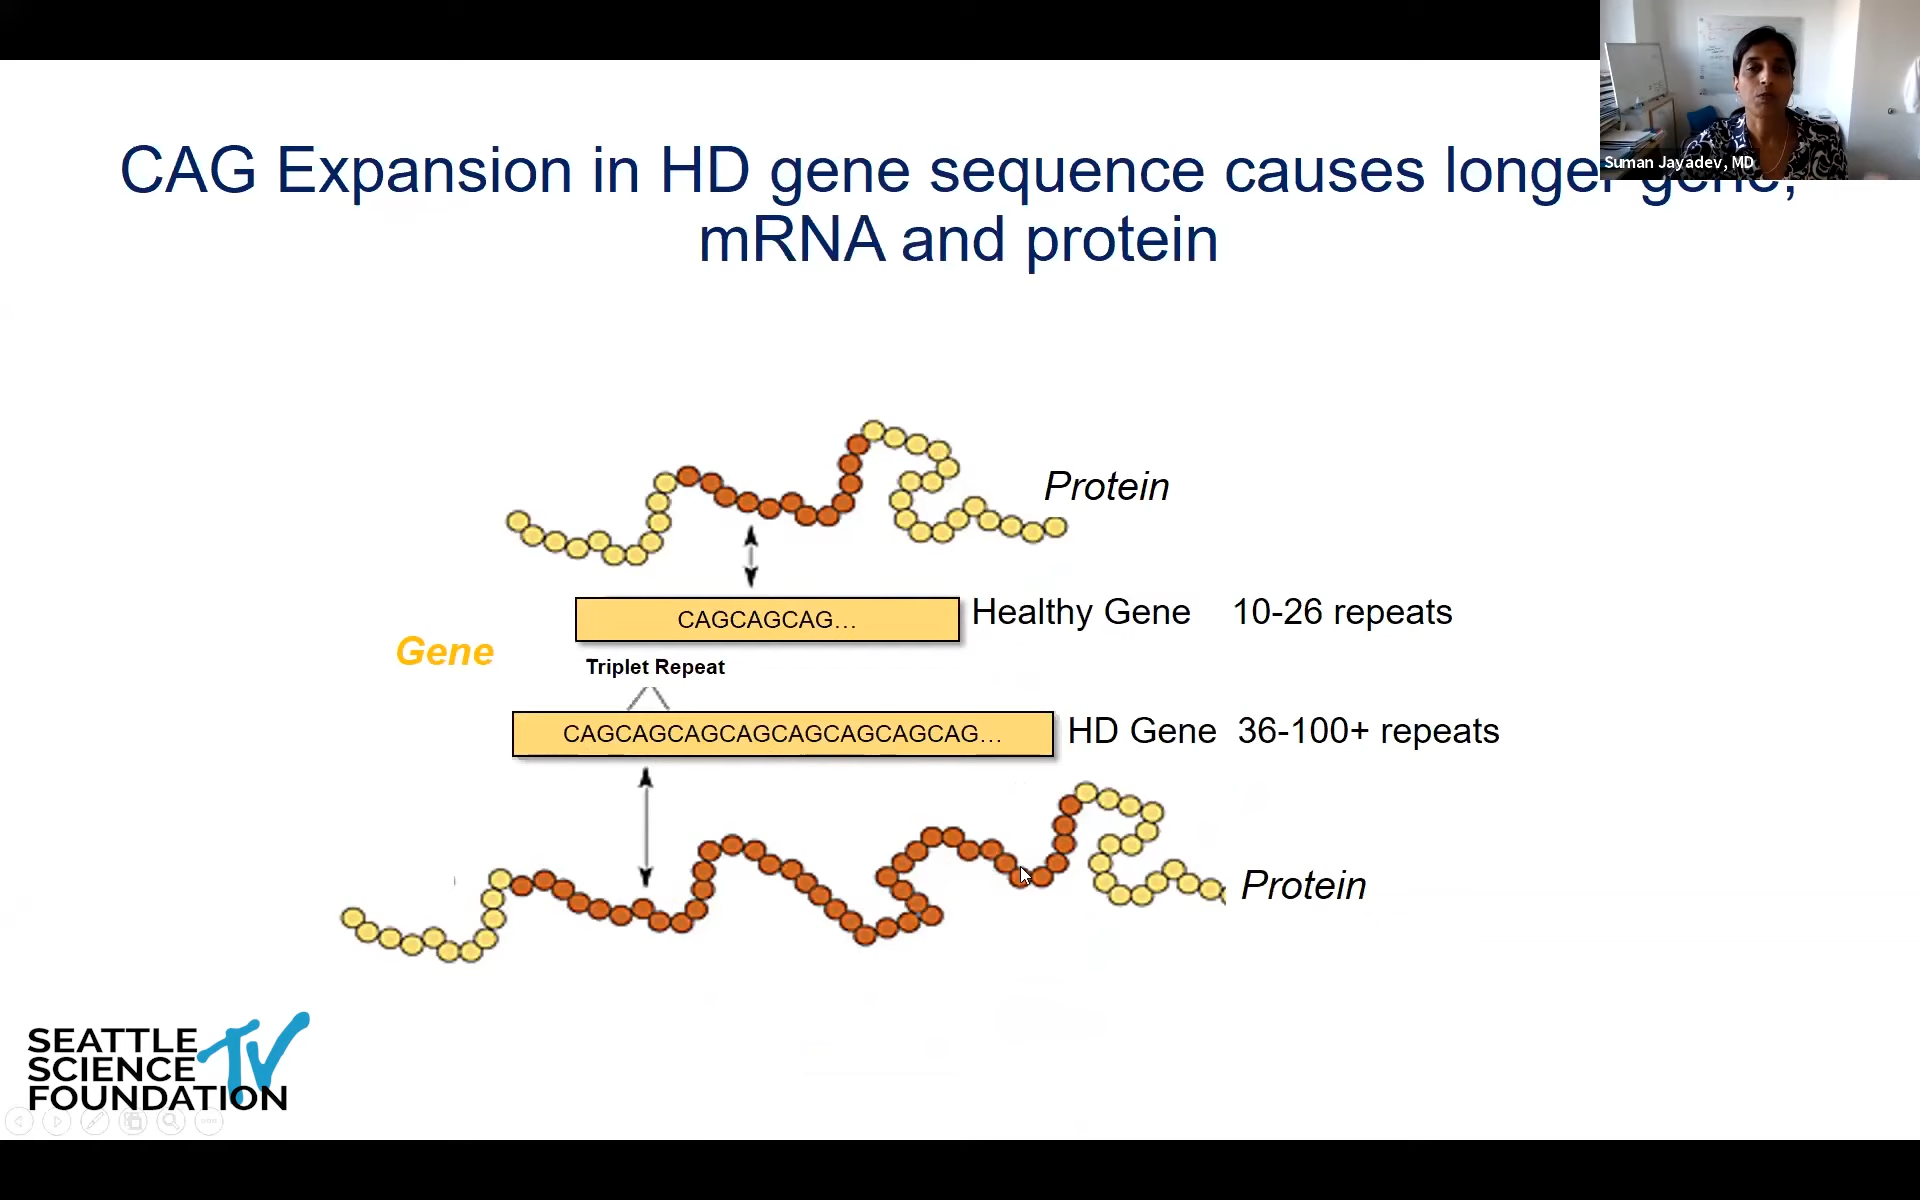 Suman Jayadev, MD
CAG Expansion in HD gene sequence causes longer gene,
mRNA and protein
Protein
CAGCAGCAG...
Healthy Gene 10-26 repeats
Gene
Triplet Repeat
CAGCAGCAGCAGCAGCAGCAGCAG...
HD Gene 36-100+ repeats
Protein
SEATTLE
SCIENCE
FOUNDATION
TV